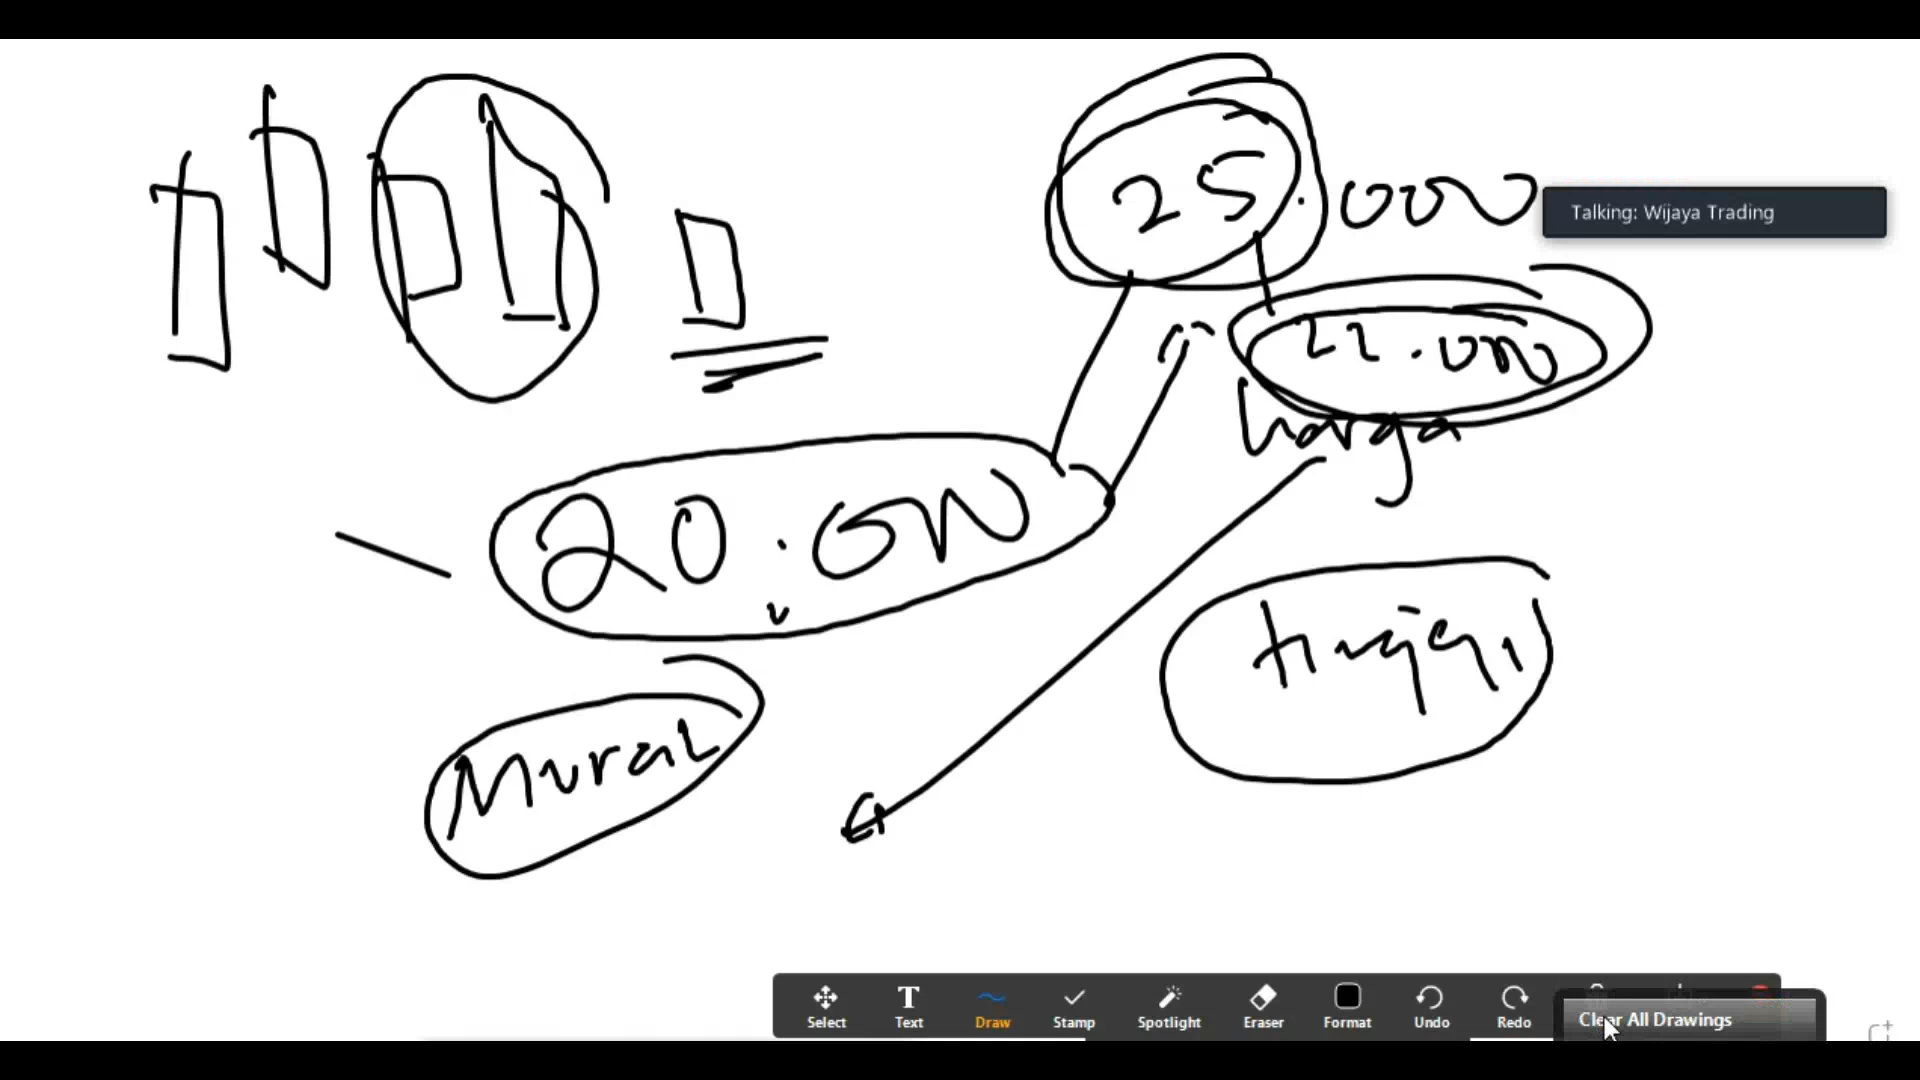 25.000
Talking: Wijaya Trading
22.000
harga
20.000
tinggi
Murah
Select Text Draw Stamp Spotlight Eraser Format Undo Redo
Clear All Drawings